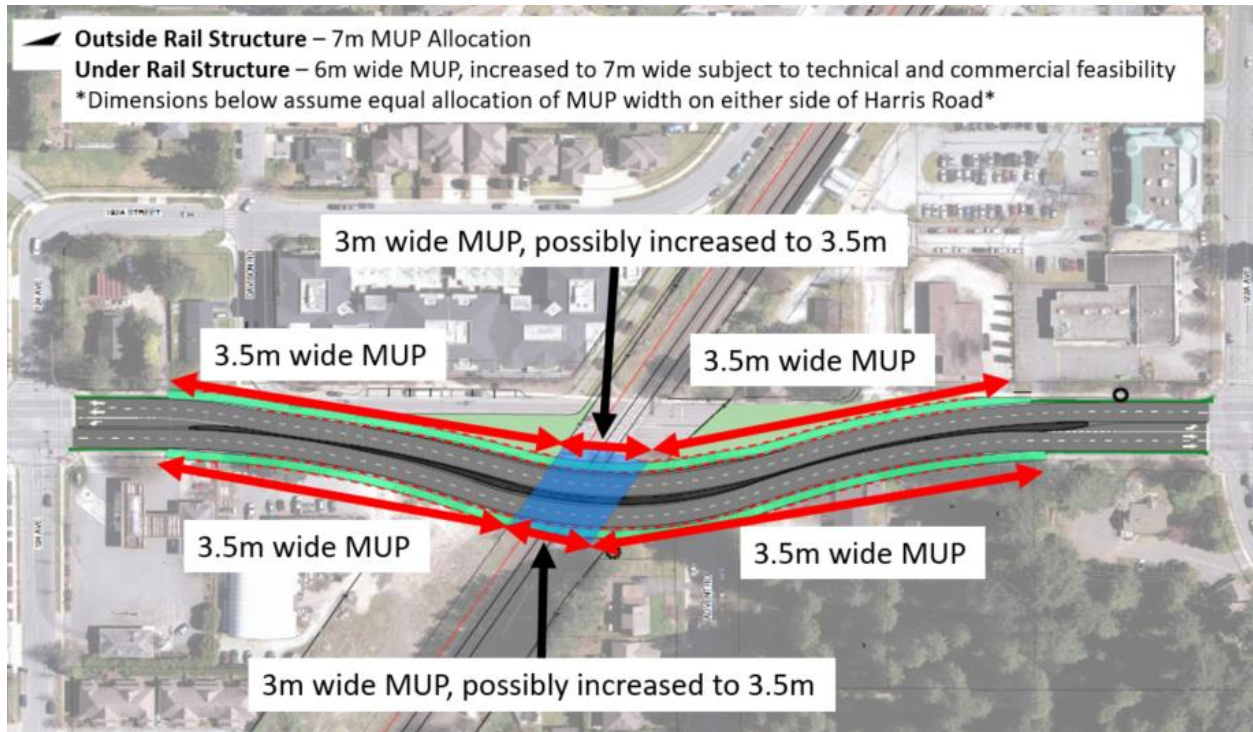 Outside Rail Structure – 7m MUP Allocation
Under Rail Structure – 6m wide MUP, increased to 7m wide subject to technical and commercial feasibility
*Dimensions below assume equal allocation of MUP width on either side of Harris Road*
192A STREET
3m wide MUP, possibly increased to 3.5m
3.5m wide MUP
3.5m wide MUP
3.5m wide MUP
3.5m wide MUP
3m wide MUP, possibly increased to 3.5m